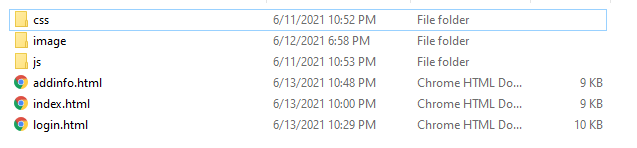 css 6/11/2021 10:52 PM File folder
image 6/12/2021 6:58 PM File folder
js 6/11/2021 10:53 PM File folder
addinfo.html 6/13/2021 10:48 PM Chrome HTML Do... 9 KB
index.html 6/13/2021 10:00 PM Chrome HTML Do... 9 KB
login.html 6/13/2021 10:29 PM Chrome HTML Do... 10 KB